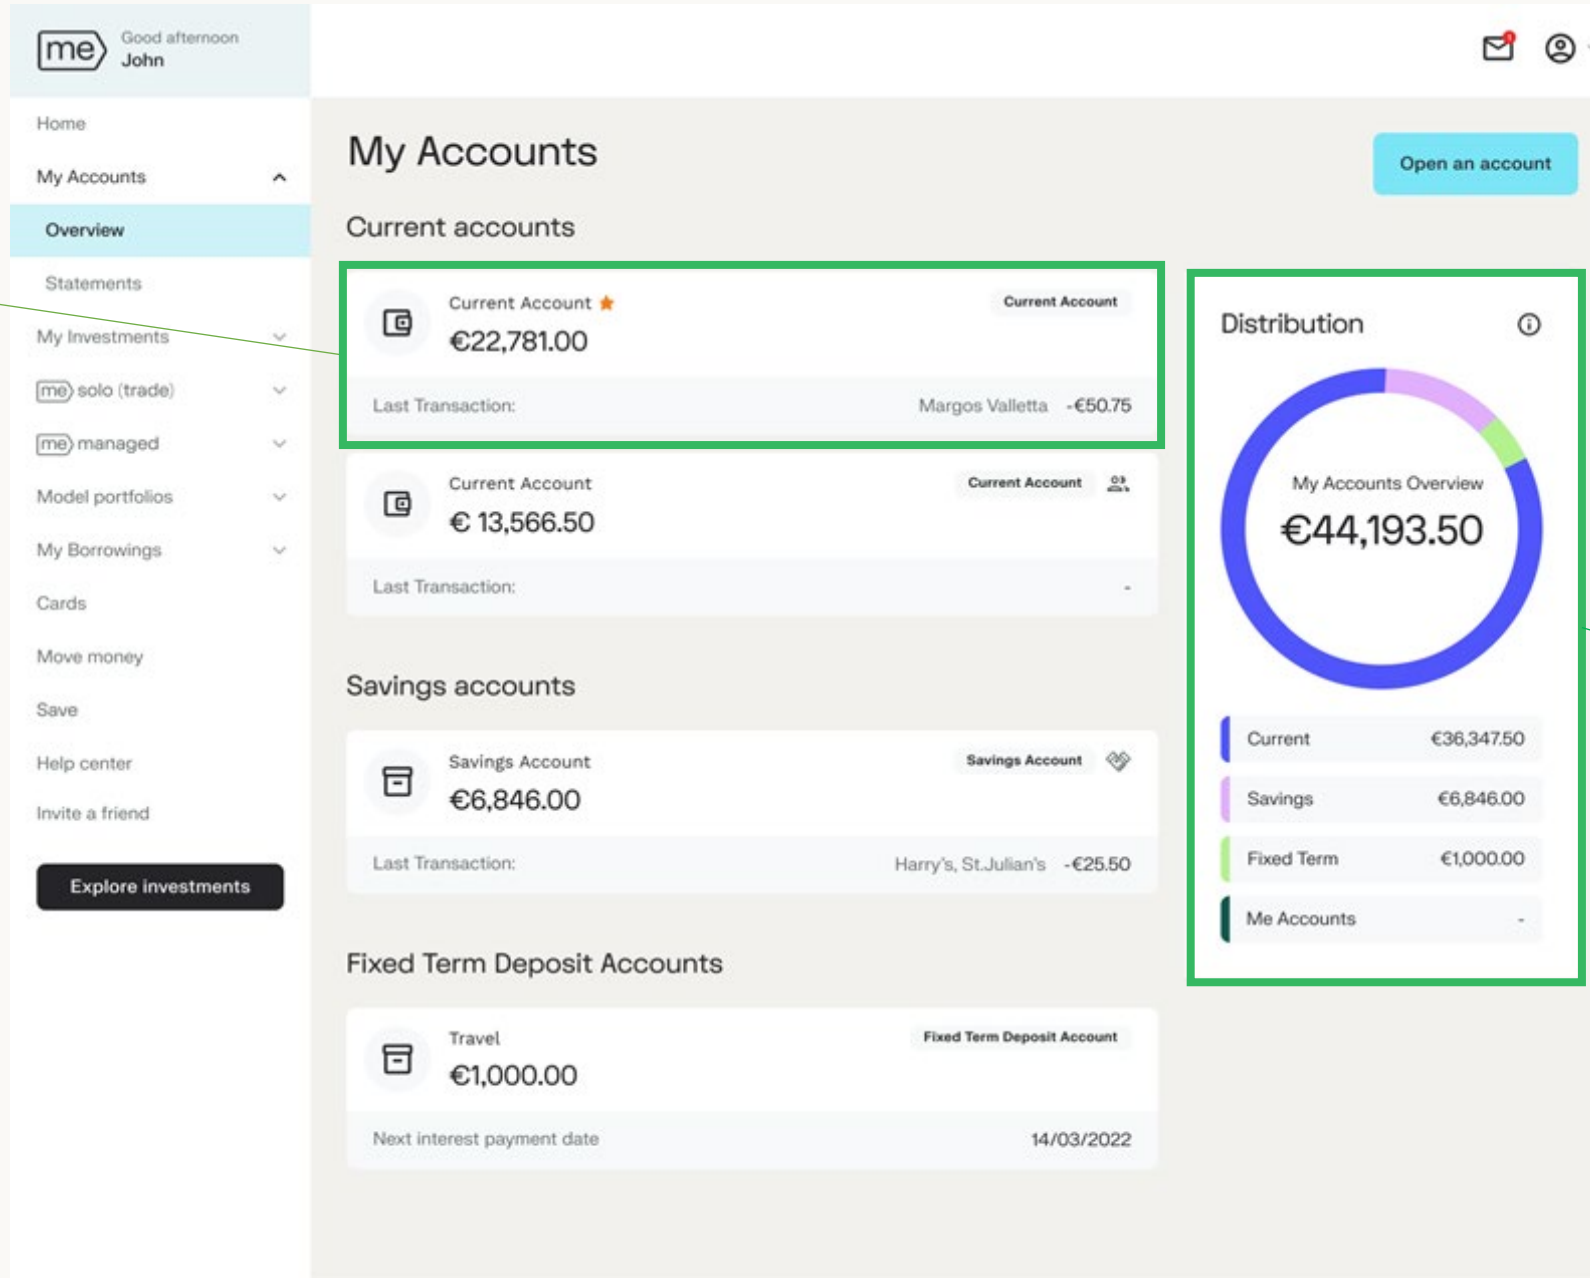 me
Good afternoon
John
Home
My Accounts
Overview
Statements
My Investments
me solo (trade)
me managed
Model portfolios
My Borrowings
Cards
Move money
Save
Help center
Invite a friend
Explore investments
My Accounts
Open an account
Current accounts
Current Account
Current Account
€22,781.00
Last Transaction: Margos Valletta -€50.75
Current Account
Current Account
€ 13,566.50
Last Transaction: -
Savings accounts
Savings Account
Savings Account
€6,846.00
Last Transaction: Harry's, St.Julian's -€25.50
Fixed Term Deposit Accounts
Travel
Fixed Term Deposit Account
€1,000.00
Next interest payment date 14/03/2022
Distribution
My Accounts Overview
€44,193.50
Current €36,347.50
Savings €6,846.00
Fixed Term €1,000.00
Me Accounts -